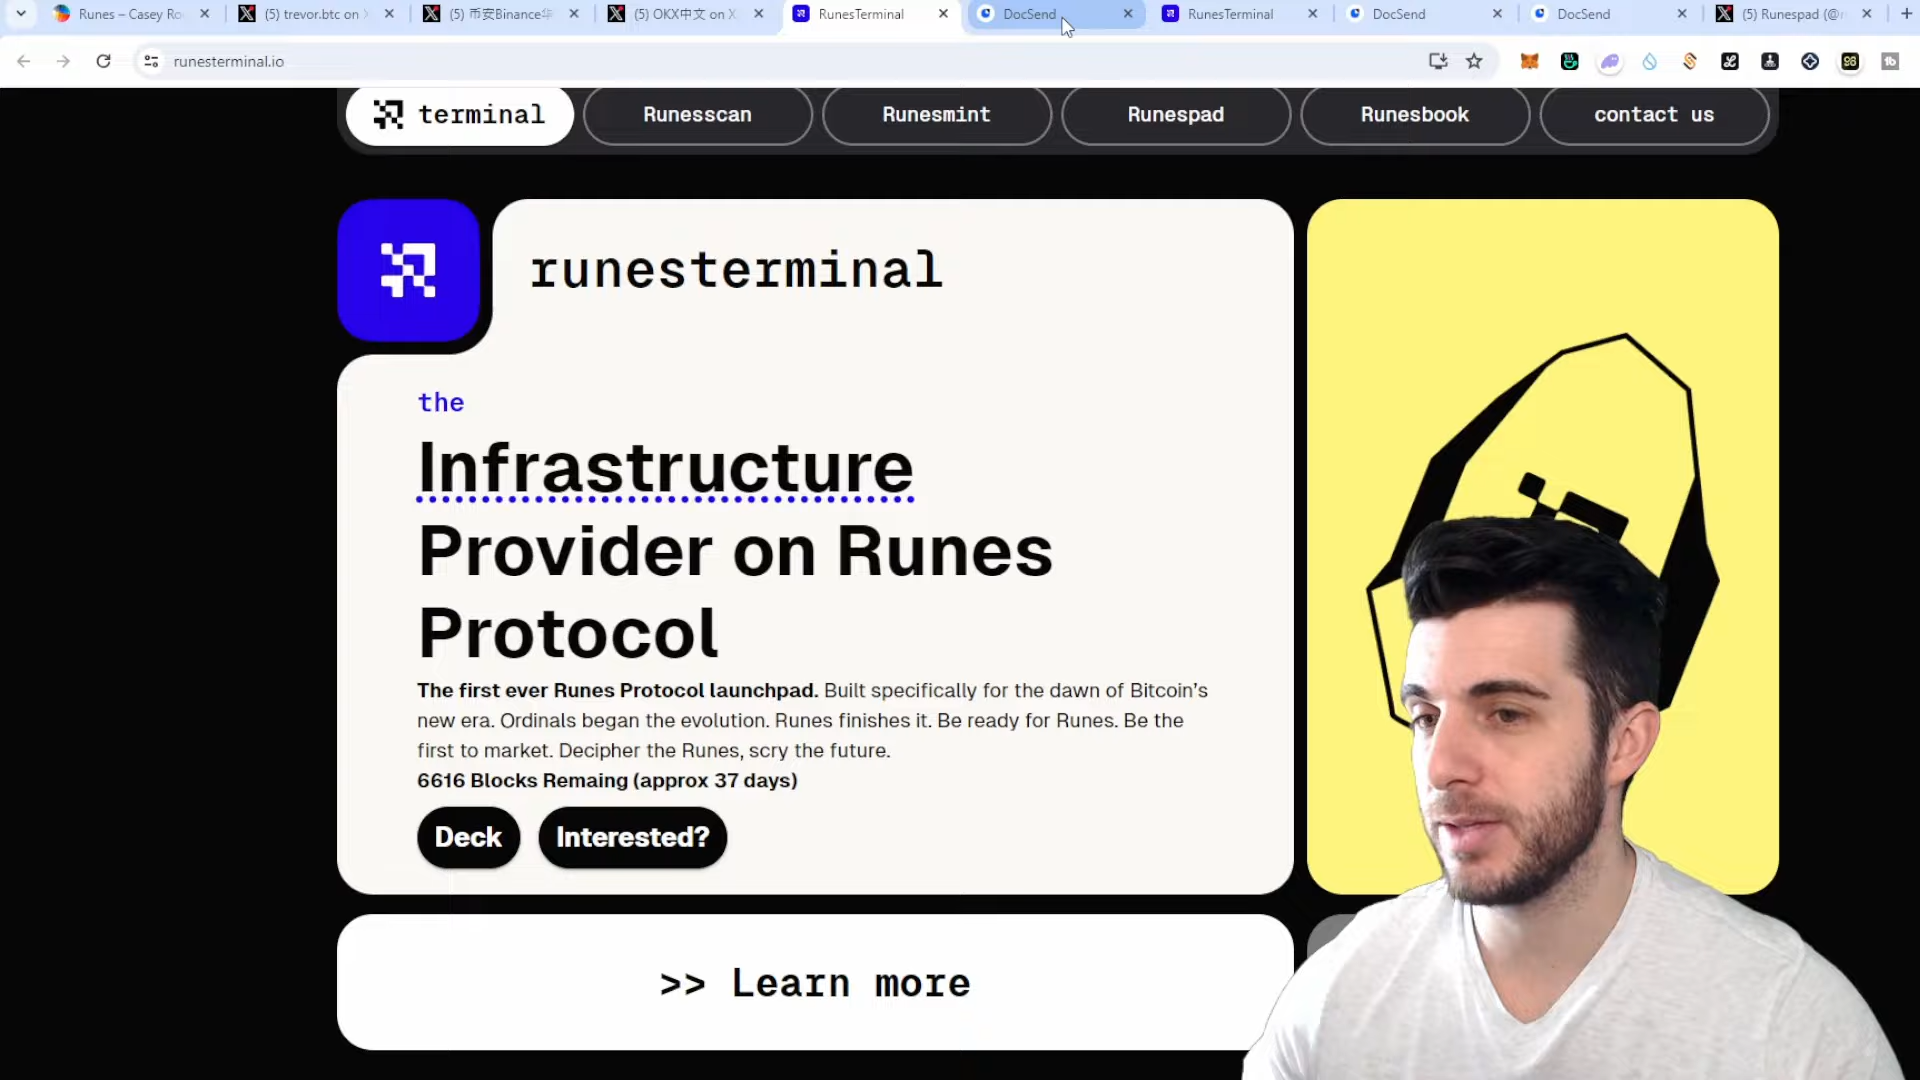 Runes – Casey Ro
(5) trevor.btc on X
(5) 币安Binance华
(5) OKX中文 on X
RunesTerminal
DocSend
RunesTerminal
DocSend
DocSend
(5) Runespad (@r
runesterminal.io
terminal
Runesscan
Runesmint
Runespad
Runesbook
contact us
runesterminal
the
Infrastructure
Provider on Runes
Protocol
The first ever Runes Protocol launchpad. Built specifically for the dawn of Bitcoin's
new era. Ordinals began the evolution. Runes finishes it. Be ready for Runes. Be the
first to market. Decipher the Runes, scry the future.
6616 Blocks Remaing (approx 37 days)
Deck
Interested?
>> Learn more